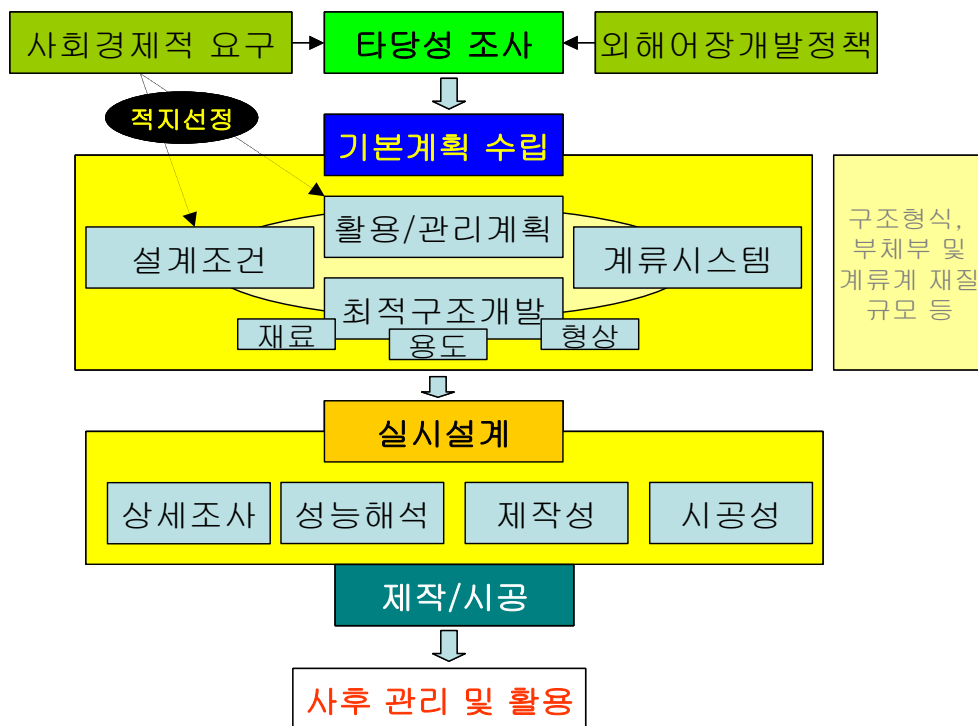 사회경제적 요구
타당성 조사
외해어장개발정책
적지선정
기본계획 수립
활용/관리계획
설계조건
계류시스템
최적구조개발
재료
용도
형상
구조형식,
부체부 및
계류계 재질
규모 등
실시설계
상세조사
성능해석
제작성
시공성
제작/시공
사후 관리 및 활용